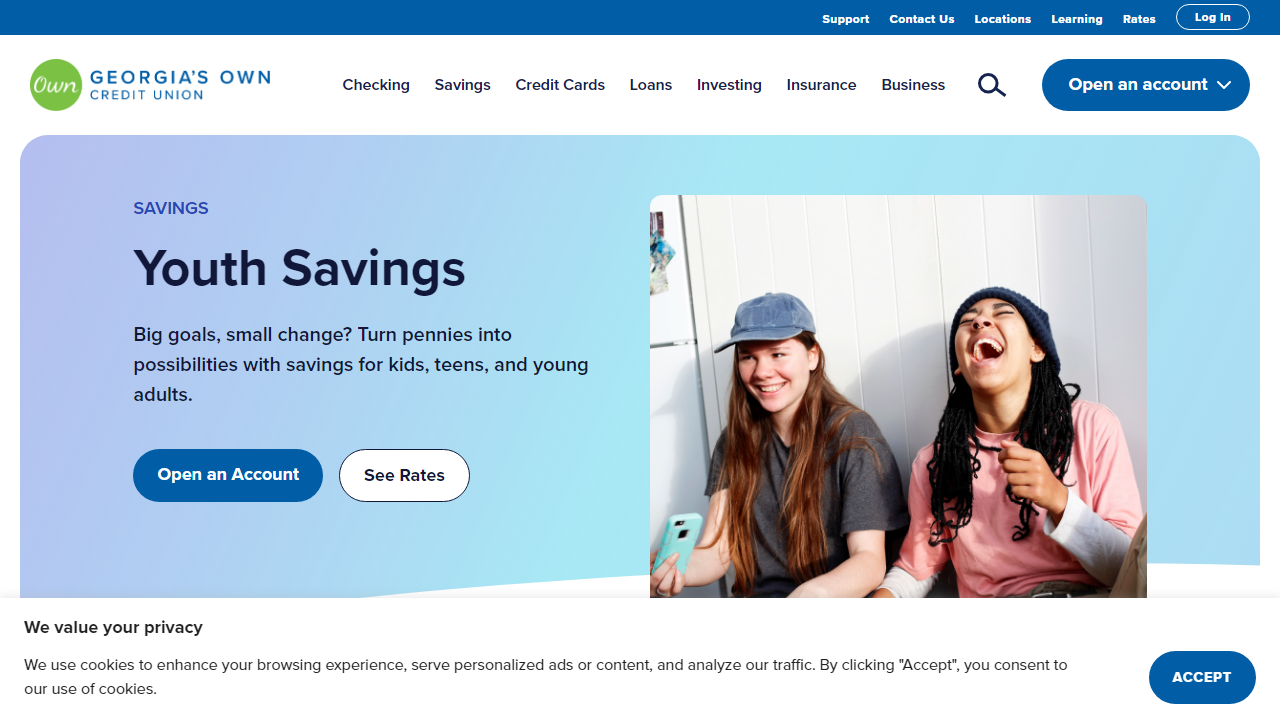 Support Contact Us Locations Learning Rates Log In
Own GEORGIA'S OWN
CREDIT UNION
Checking Savings Credit Cards Loans Investing Insurance Business Open an account
SAVINGS
Youth Savings
Big goals, small change? Turn pennies into
possibilities with savings for kids, teens, and young
adults.
Open an Account See Rates
We value your privacy
We use cookies to enhance your browsing experience, serve personalized ads or content, and analyze our traffic. By clicking "Accept", you consent to
our use of cookies.
ACCEPT